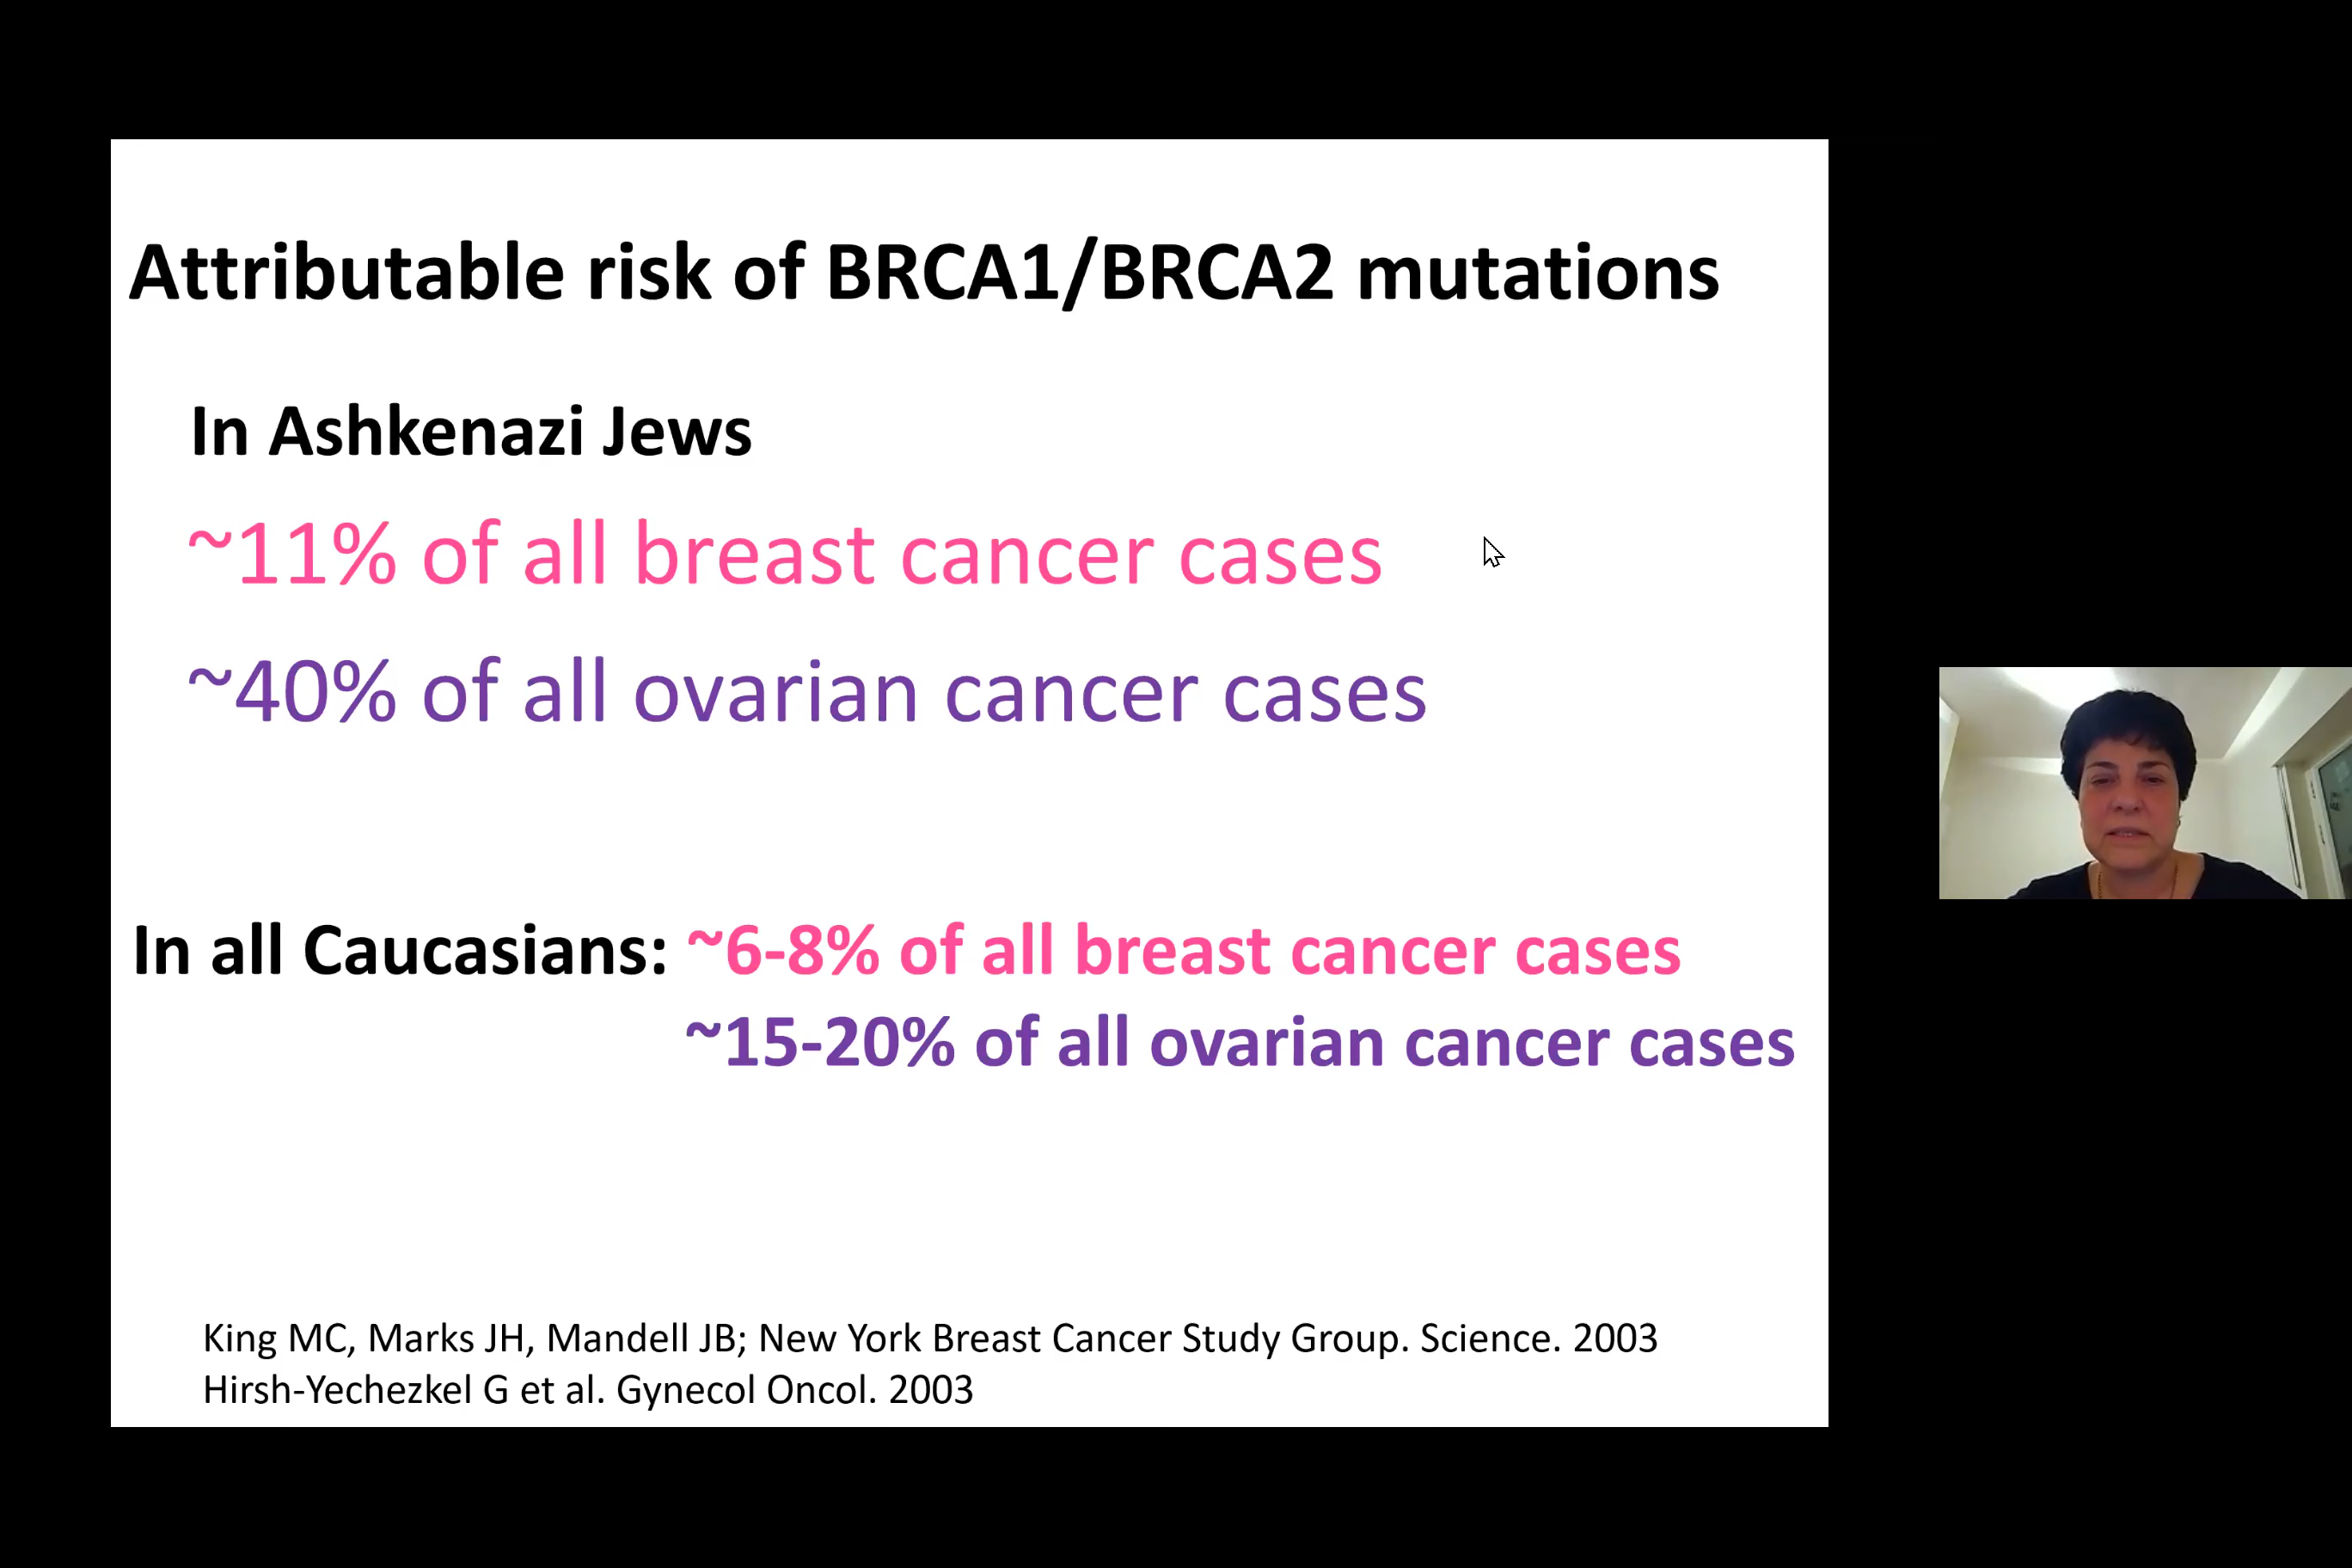 Attributable risk of BRCA1/BRCA2 mutations
In Ashkenazi Jews
~11% of all breast cancer cases
~40% of all ovarian cancer cases
In all Caucasians: ~6-8% of all breast cancer cases
~15-20% of all ovarian cancer cases
King MC, Marks JH, Mandell JB; New York Breast Cancer Study Group. Science. 2003
Hirsh-Yechezkel G et al. Gynecol Oncol. 2003